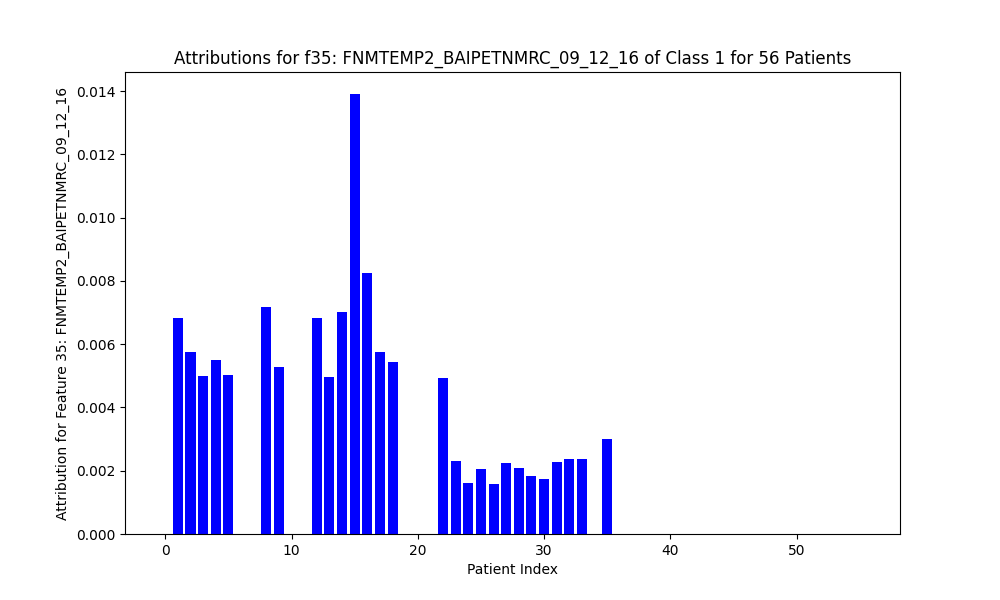 Attributions for f35: FNMTEMP2_BAIPETNMRC_09_12_16 of Class 1 for 56 Patients
Attribution for Feature 35: FNMTEMP2_BAIPETNMRC_09_12_16
0.014
0.012
0.010
0.008
0.006
0.004
0.002
0.000
0 10 20 30 40 50
Patient Index